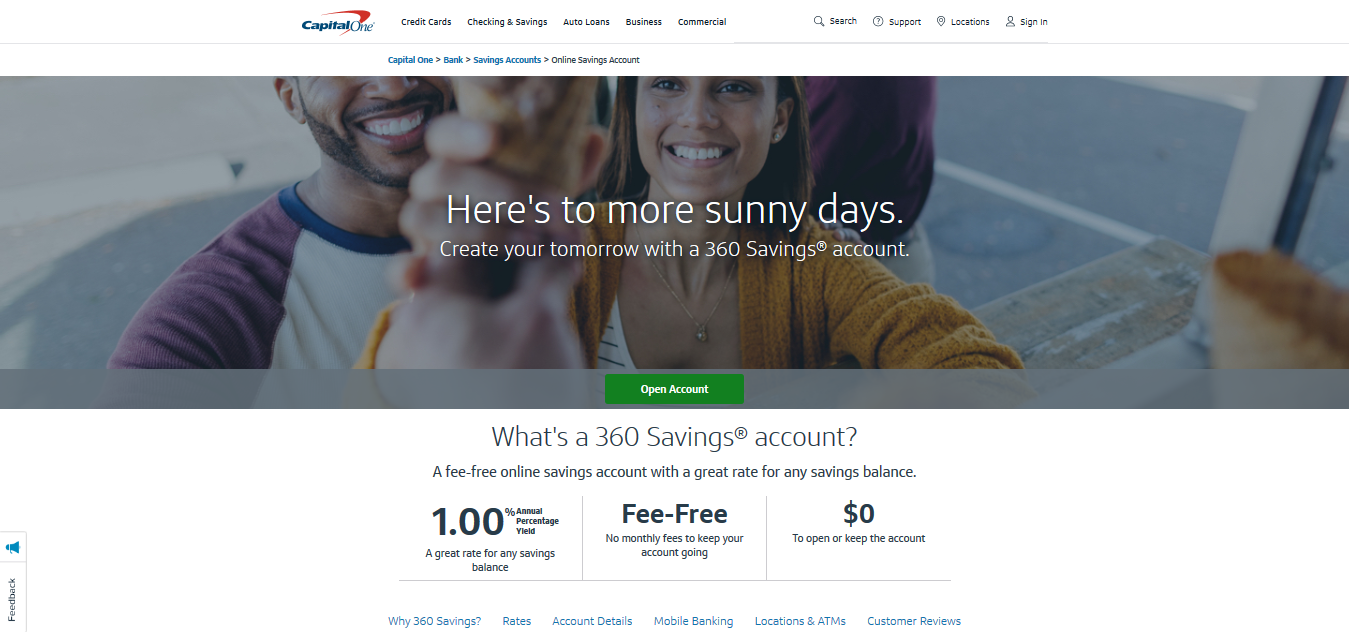 CapitalOne
Credit Cards Checking & Savings Auto Loans Business Commercial Search Support Locations Sign In
Capital One > Bank > Savings Accounts > Online Savings Account
Here's to more sunny days.
Create your tomorrow with a 360 Savings® account.
Open Account
What's a 360 Savings® account?
A fee-free online savings account with a great rate for any savings balance.
1.00% Annual
Percentage
Yield
A great rate for any savings
balance
Fee-Free
No monthly fees to keep your
account going
$0
To open or keep the account
Feedback
Why 360 Savings? Rates Account Details Mobile Banking Locations & ATMs Customer Reviews